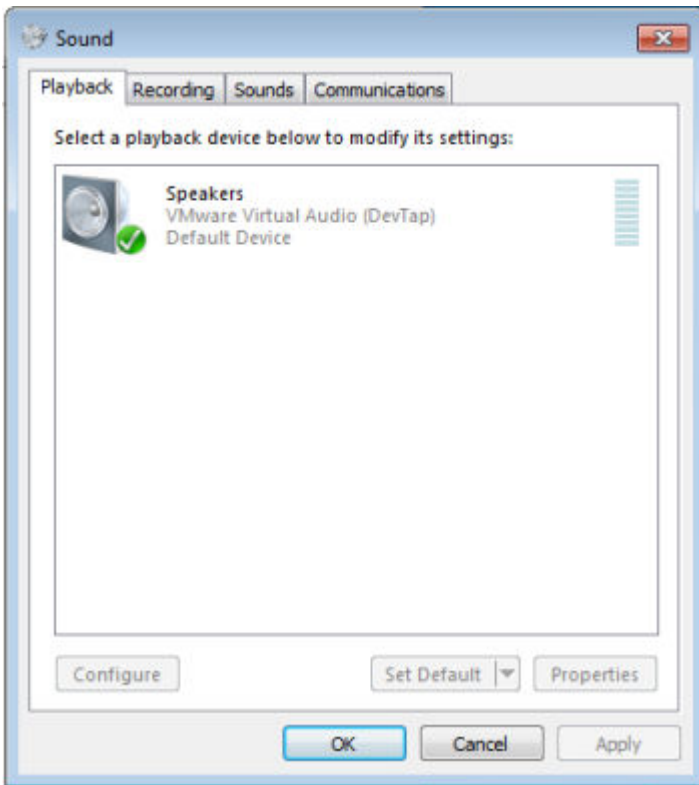 Sound
Playback Recording Sounds Communications
Select a playback device below to modify its settings:
Speakers
VMware Virtual Audio (DevTap)
Default Device
Configure Set Default Properties
OK Cancel Apply